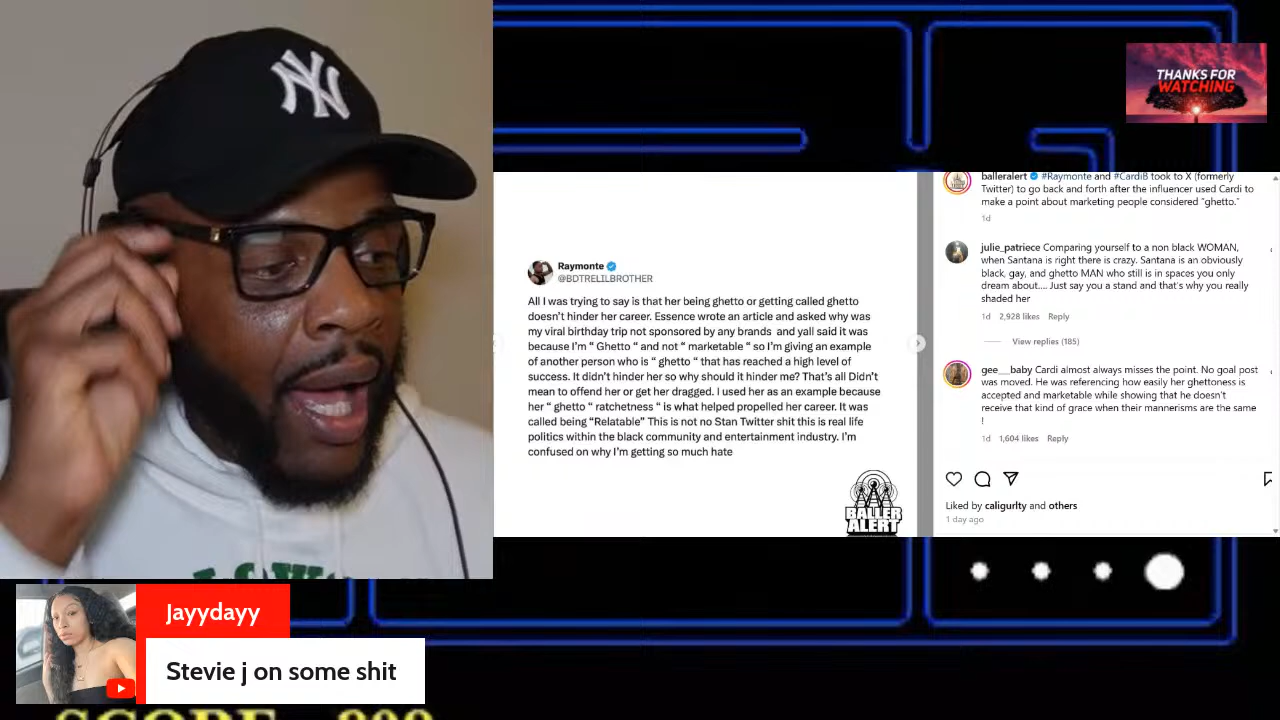 NY
THANKS FOR
WATCHING
Raymonte
@BDTRELILBROTHER
All I was trying to say is that her being ghetto or getting called ghetto
doesn't hinder her career. Essence wrote an article and asked why was
my viral birthday trip not sponsored by any brands and yall said it was
because I'm " Ghetto " and not " marketable " so I'm giving an example
of another person who is " ghetto " that has reached a high level of
success. It didn't hinder her so why should it hinder me? That's all Didn't
mean to offend her or get her dragged. I used her as an example because
her " ghetto " ratchetness " is what helped propelled her career. It was
called being "Relatable" This is not no Stan Twitter shit this is real life
politics within the black community and entertainment industry. I'm
confused on why I'm getting so much hate
BALLER
ALERT
balleralert #Raymonte and #CardiB took to X (formerly
Twitter) to go back and forth after the influencer used Cardi to
make a point about marketing people considered "ghetto."
1d
julie_patriece Comparing yourself to a non black WOMAN,
when Santana is right there is crazy. Santana is an obviously
black, gay, and ghetto MAN who still is in spaces you only
dream about.... Just say you a stand and that's why you really
shaded her
1d 2,928 likes Reply
View replies (185)
gee___baby Cardi almost always misses the point. No goal post
was moved. He was referencing how easily her ghettoness is
accepted and marketable while showing that he doesn't
receive that kind of grace when their mannerisms are the same
!
1d 1,604 likes Reply
Liked by caligurlty and others
1 day ago
Jayydayy
Stevie j on some shit